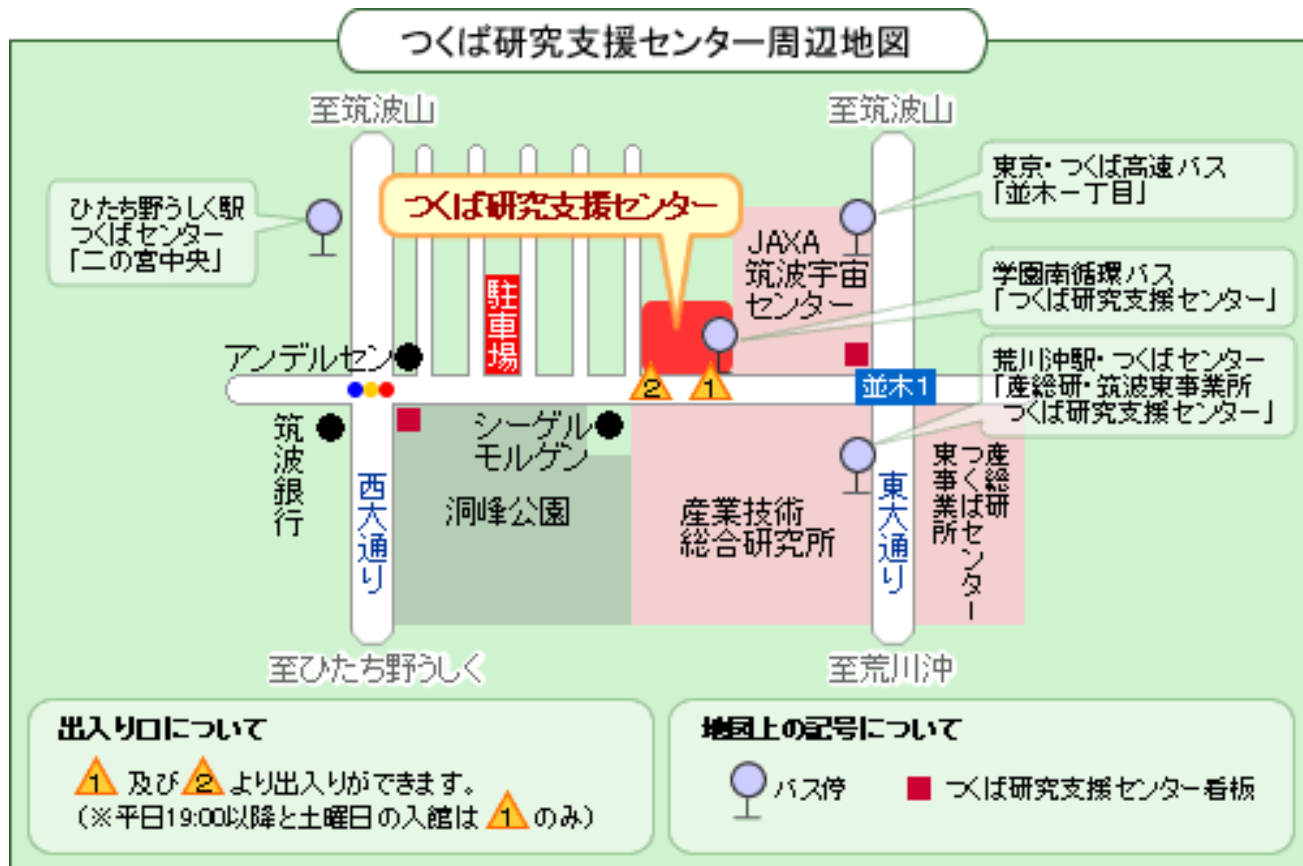 つくば研究支援センター周辺地図
至筑波山
至筑波山
ひたち野うしく駅
つくばセンター
「二の宮中央」
つくば研究支援センター
東京・つくば高速バス
「並木一丁目」
JAXA
筑波宇宙
センター
学園南循環バス
「つくば研究支援センター」
駐車場
アンデルセン
2
1
並木1
荒川沖駅・つくばセンター
「産総研・筑波東事業所
つくば研究支援センター」
筑波銀行
シーゲル
モルゲン
西大通り
洞峰公園
産業技術
総合研究所
東大通り
産総研
つくばセンター
東事業所
至ひたち野うしく
至荒川沖
出入り口について
1 及び 2 より出入りができます。
（※平日19:00以降と土曜日の入館は 1 のみ）
地図上の記号について
バス停
つくば研究支援センター看板